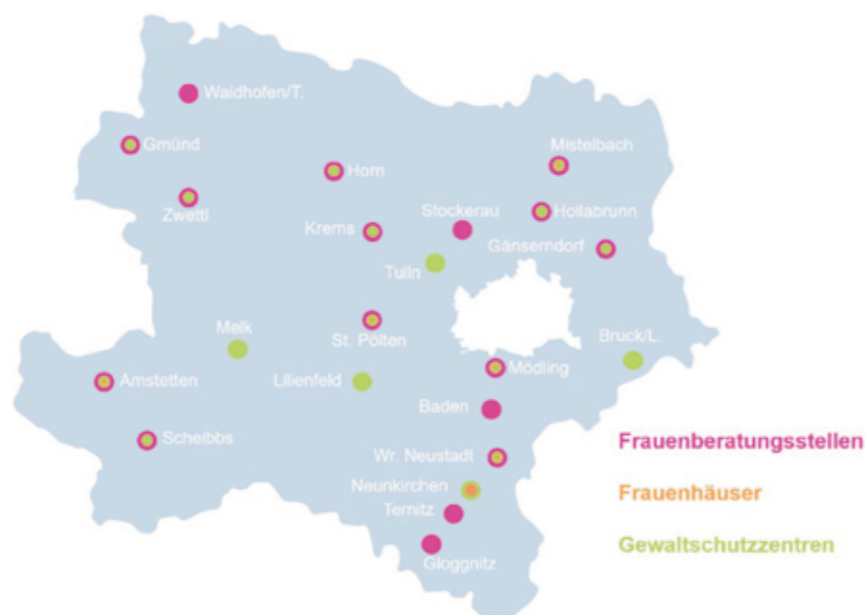 Waidhofen/T.
Gmünd
Mistelbach
Horn
Zwettl
Stockerau
Hollabrunn
Krems
Gänserndorf
Tulln
Melk
St. Pölten
Bruck/L.
Mödling
Amstetten
Lilienfeld
Baden
Scheibbs
Frauenberatungsstellen
Wr. Neustadt
Neunkirchen
Frauenhäuser
Ternitz
Gewaltschutzzentren
Gloggnitz